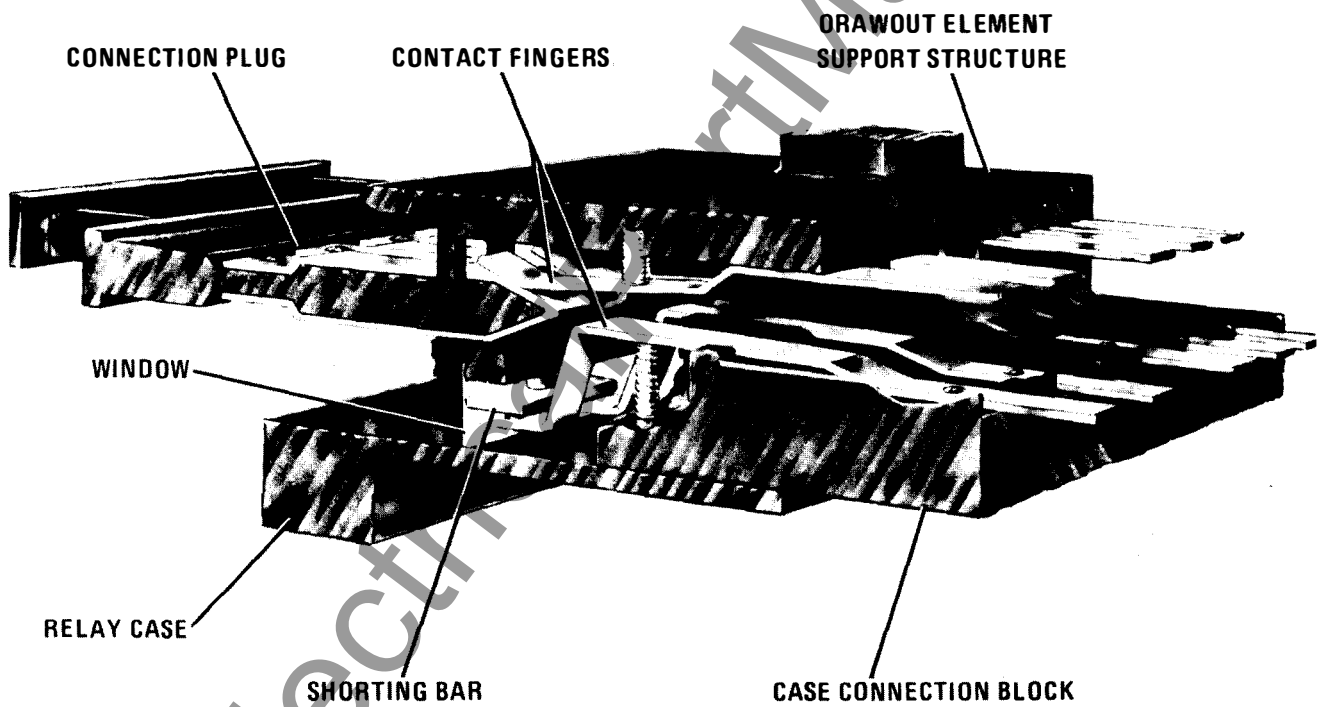 ORAWOUT ELEMENT
SUPPORT STRUCTURE
CONNECTION PLUG
CONTACT FINGERS
WINDOW
RELAY CASE
SHORTING BAR
CASE CONNECTION BLOCK